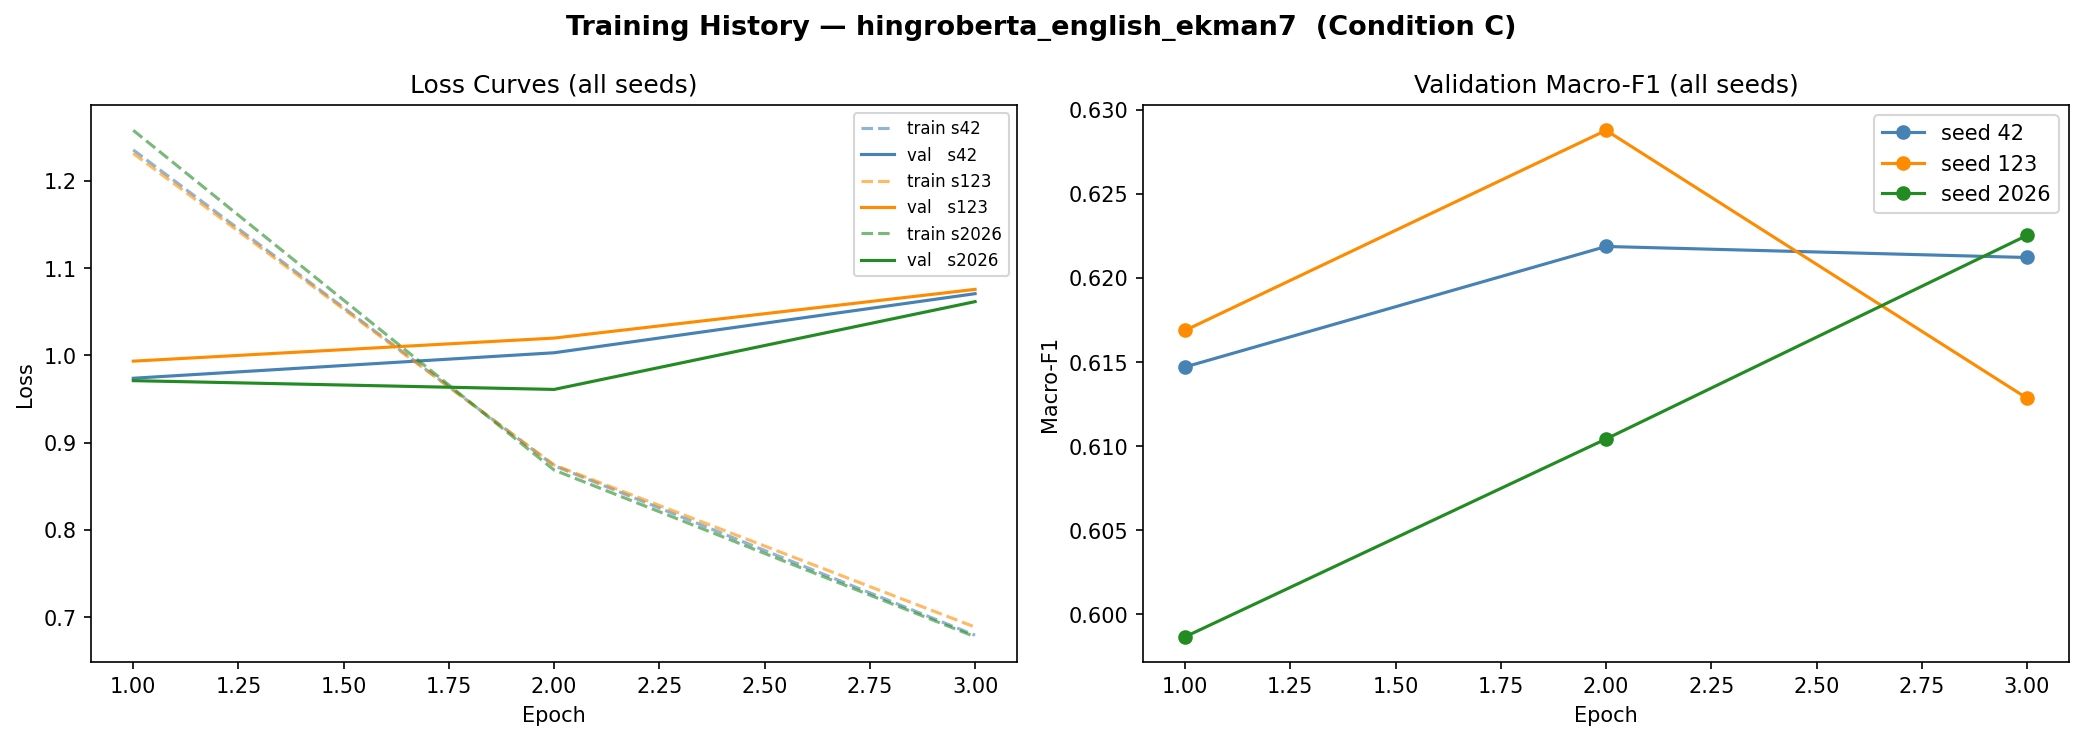 Training History — hingroberta_english_ekman7 (Condition C)
Loss Curves (all seeds)
Loss
1.2
1.1
1.0
0.9
0.8
0.7
train s42
val s42
train s123
val s123
train s2026
val s2026
1.00 1.25 1.50 1.75 2.00 2.25 2.50 2.75 3.00
Epoch
Validation Macro-F1 (all seeds)
Macro-F1
0.630
0.625
0.620
0.615
0.610
0.605
0.600
seed 42
seed 123
seed 2026
1.00 1.25 1.50 1.75 2.00 2.25 2.50 2.75 3.00
Epoch